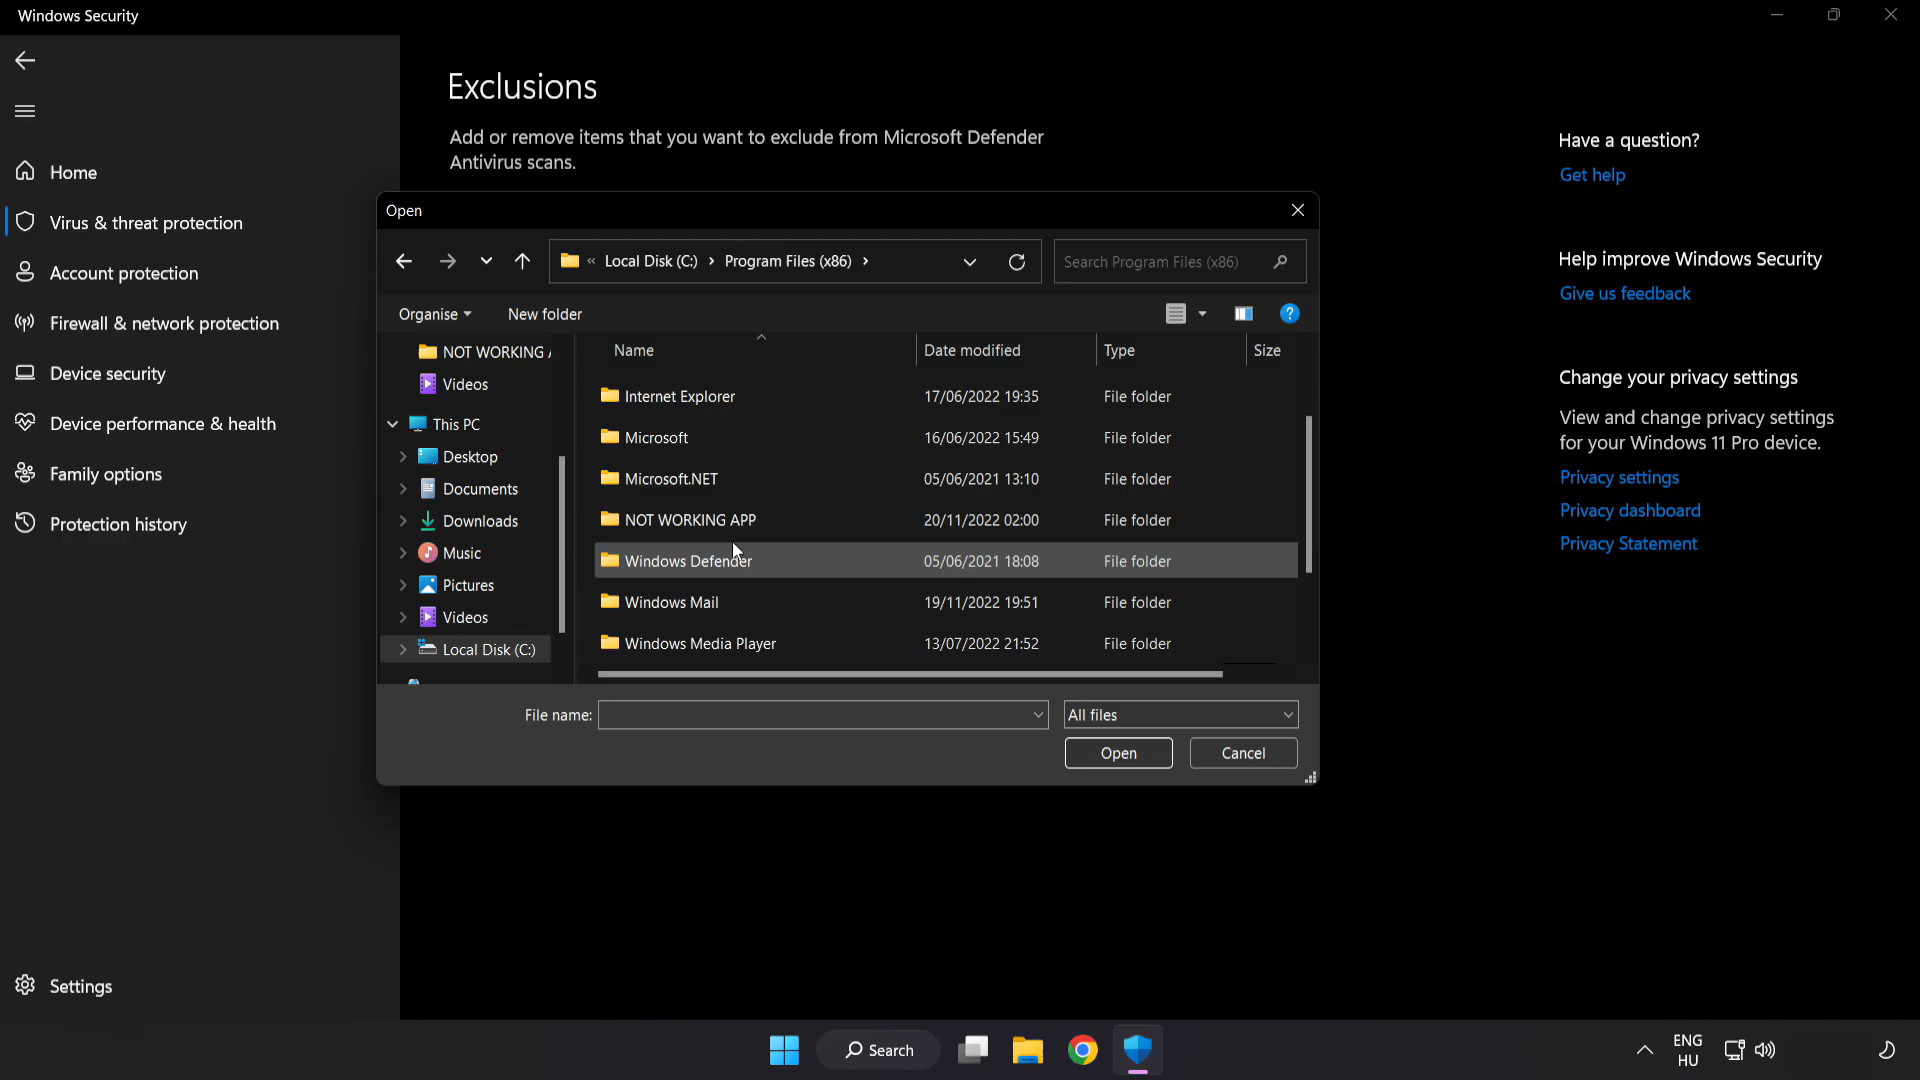 Windows Security
Exclusions
Add or remove items that you want to exclude from Microsoft Defender
Antivirus scans.
Home
Virus & threat protection
Account protection
Firewall & network protection
Device security
Device performance & health
Family options
Protection history
Settings
Open
« Local Disk (C:) > Program Files (x86) >
Search Program Files (x86)
Organise
New folder
?
NOT WORKING
Videos
This PC
Desktop
Documents
Downloads
Music
Pictures
Videos
Local Disk (C:)
Name Date modified Type Size
Internet Explorer 17/06/2022 19:35 File folder
Microsoft 16/06/2022 15:49 File folder
Microsoft.NET 05/06/2021 13:10 File folder
NOT WORKING APP 20/11/2022 02:00 File folder
Windows Defender 05/06/2021 18:08 File folder
Windows Mail 19/11/2022 19:51 File folder
Windows Media Player 13/07/2022 21:52 File folder
File name:
All files
Open
Cancel
Have a question?
Get help
Help improve Windows Security
Give us feedback
Change your privacy settings
View and change privacy settings
for your Windows 11 Pro device.
Privacy settings
Privacy dashboard
Privacy Statement
Search
ENG
HU